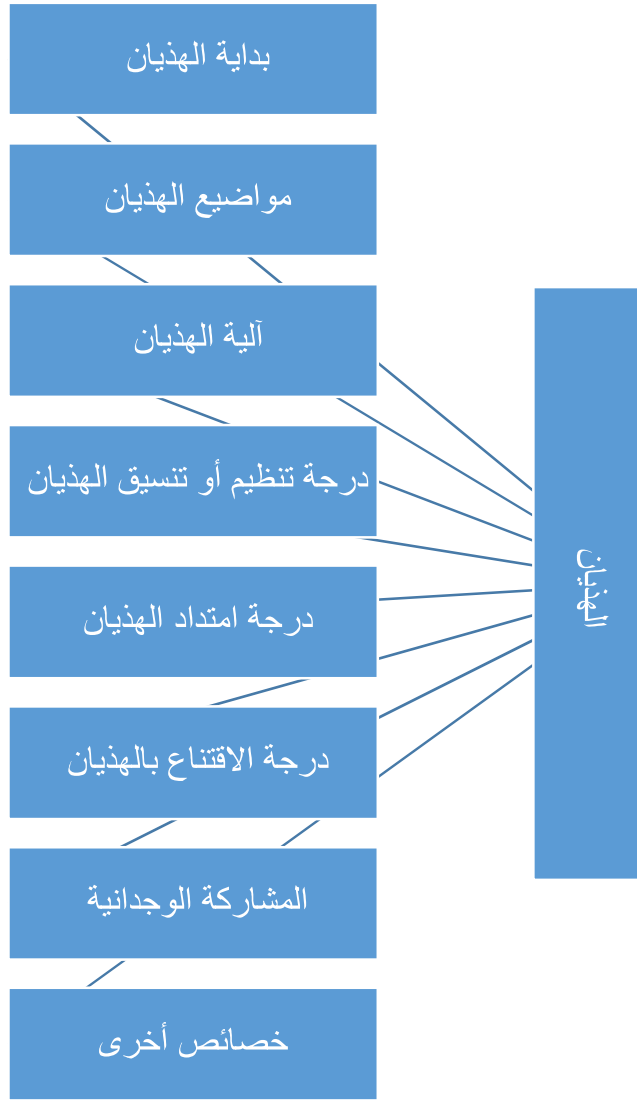 الهذيان
بداية الهذيان
مواضيع الهذيان
آلية الهذيان
درجة تنظيم أو تنسيق الهذيان
درجة امتداد الهذيان
درجة الاقتناع بالهذيان
المشاركة الوجدانية
خصائص أخرى